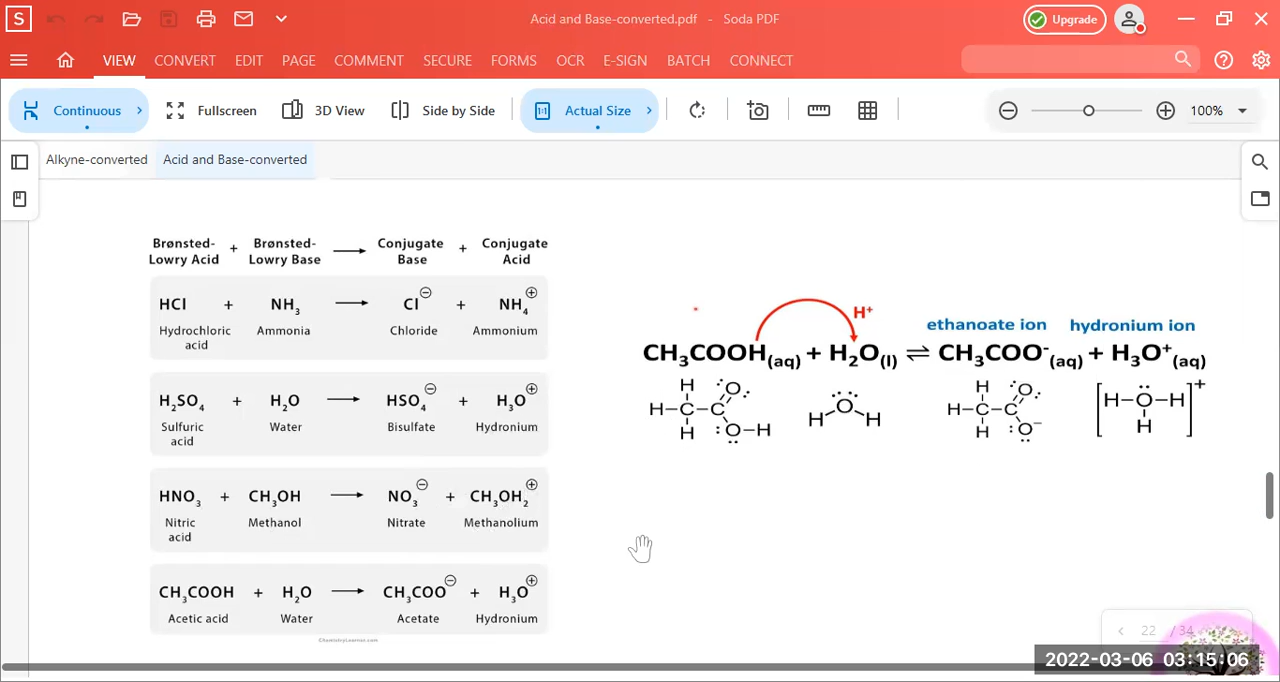 S
Acid and Base-converted.pdf - Soda PDF
Upgrade
VIEW CONVERT EDIT PAGE COMMENT SECURE FORMS OCR E-SIGN BATCH CONNECT
Continuous Fullscreen 3D View Side by Side Actual Size 100%
Alkyne-converted Acid and Base-converted
Brønsted- + Brønsted- ⟶ Conjugate + Conjugate
Lowry Acid Lowry Base Base Acid
HCl + NH₃ ⟶ Cl⊖ + NH₄⊕
Hydrochloric Ammonia Chloride Ammonium
acid
H₂SO₄ + H₂O ⟶ HSO₄⊖ + H₃O⊕
Sulfuric Water Bisulfate Hydronium
acid
HNO₃ + CH₃OH ⟶ NO₃⊖ + CH₃OH₂⊕
Nitric Methanol Nitrate Methanolium
acid
CH₃COOH + H₂O ⟶ CH₃COO⊖ + H₃O⊕
Acetic acid Water Acetate Hydronium
ChemistryLearner.com
H⁺
ethanoate ion hydronium ion
CH₃COOH(aq) + H₂O(l) ⇌ CH₃COO⁻(aq) + H₃O⁺(aq)
H O H O +
H–C–C O H–C–C H–O–H
H O–H H H H O⁻ H
22 / 34
2022-03-06 03:15:06